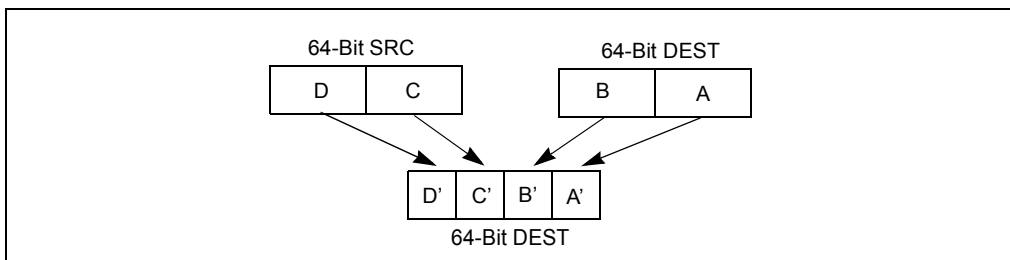 64-Bit SRC 64-Bit DEST
D C B A
D’ C’ B’ A’
64-Bit DEST